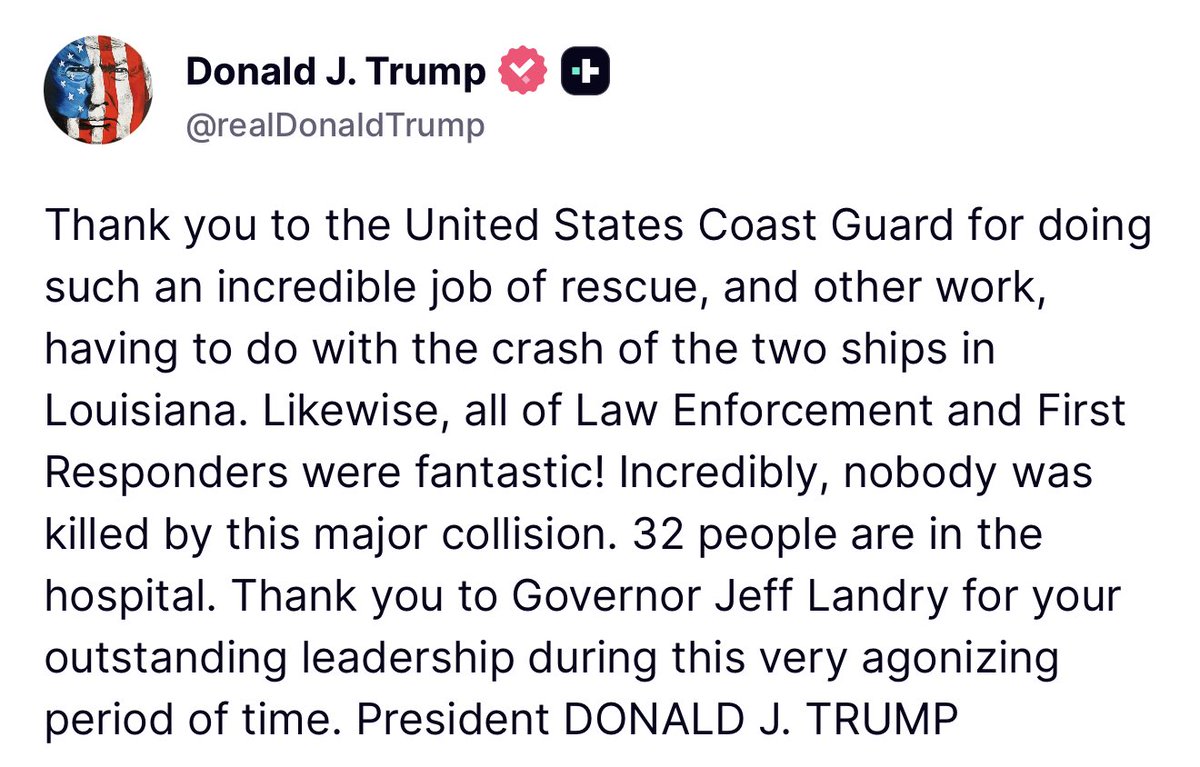 Donald J. Trump
@realDonaldTrump
Thank you to the United States Coast Guard for doing
such an incredible job of rescue, and other work,
having to do with the crash of the two ships in
Louisiana. Likewise, all of Law Enforcement and First
Responders were fantastic! Incredibly, nobody was
killed by this major collision. 32 people are in the
hospital. Thank you to Governor Jeff Landry for your
outstanding leadership during this very agonizing
period of time. President DONALD J. TRUMP